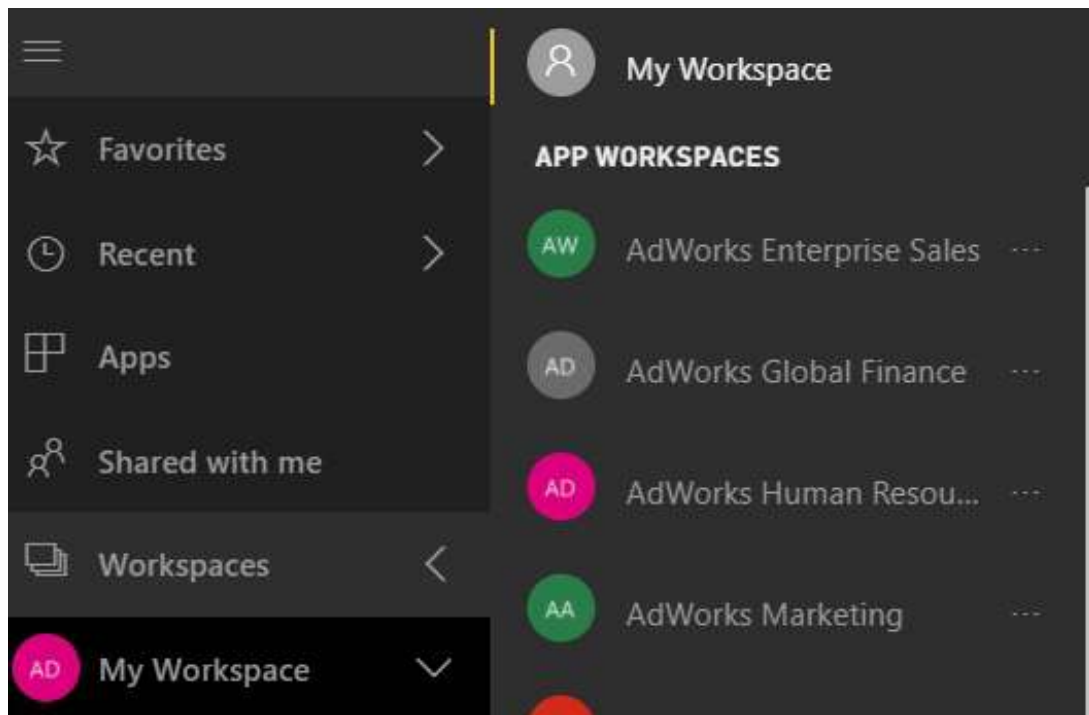 Favorites
Recent
Apps
Shared with me
Workspaces
AD My Workspace
My Workspace
APP WORKSPACES
AW AdWorks Enterprise Sales ...
AD AdWorks Global Finance ...
AD AdWorks Human Resou... ...
AA AdWorks Marketing ...